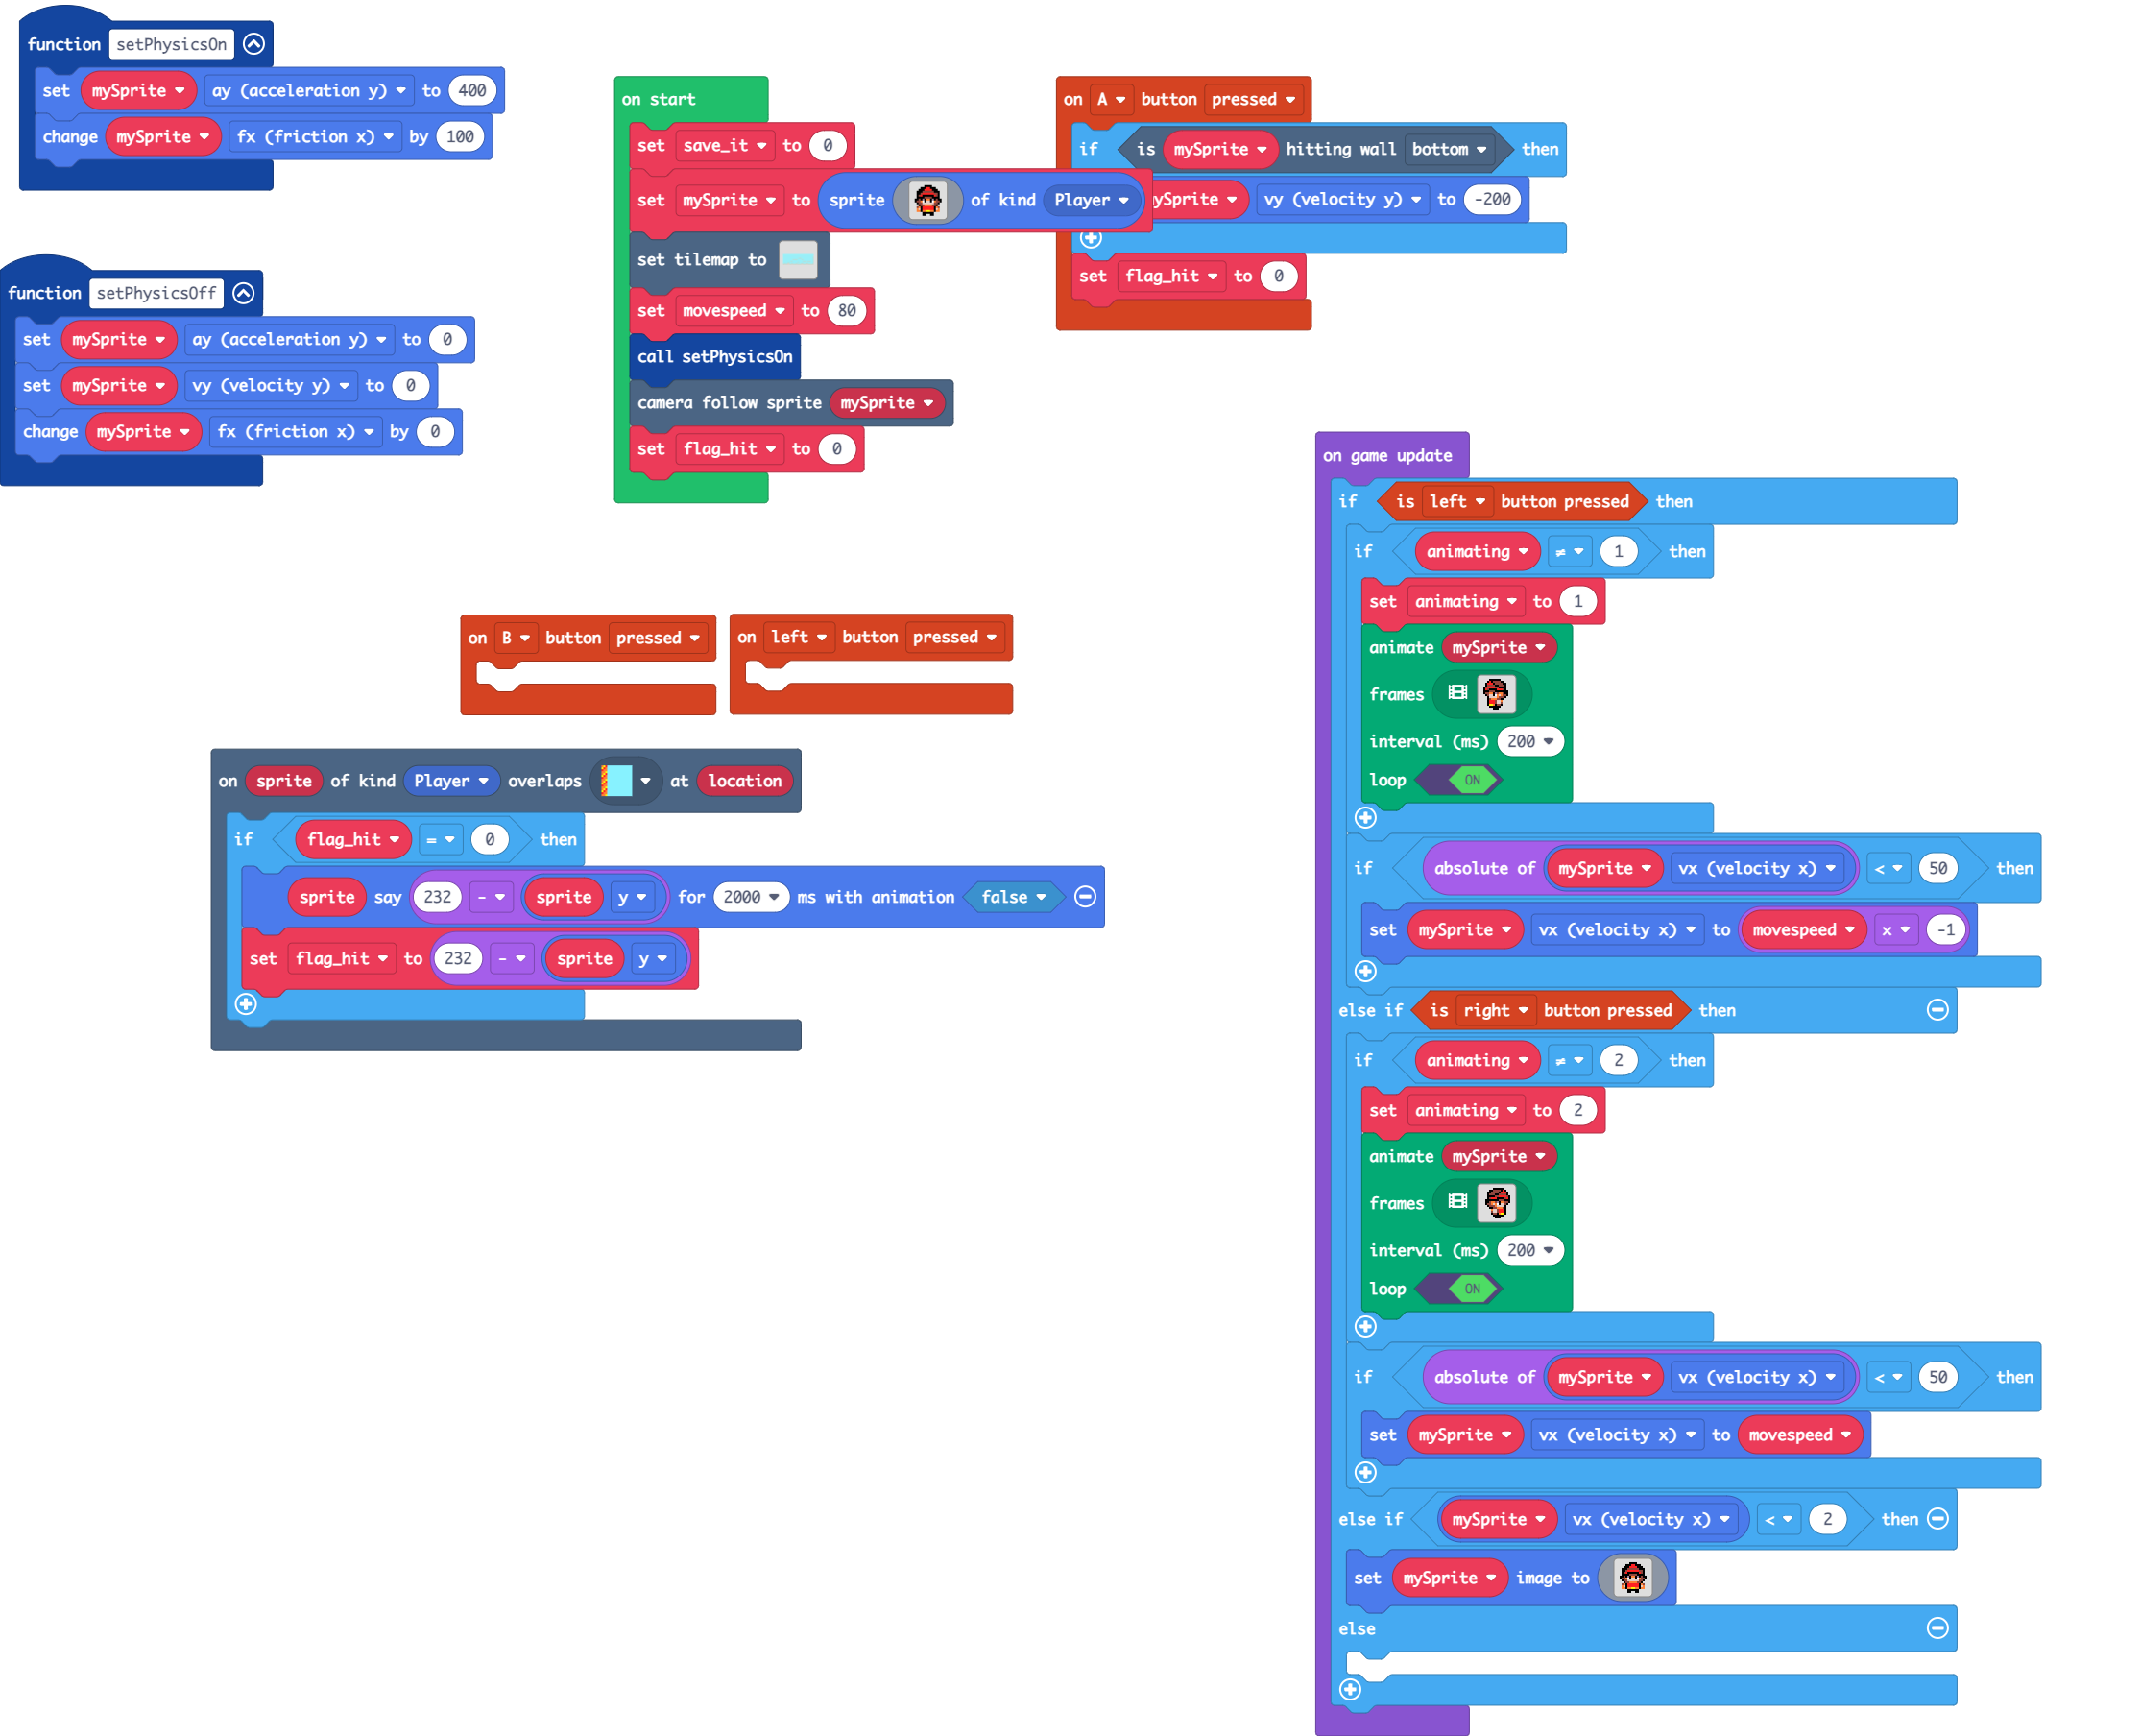 function setPhysicsOn
set mySprite ay (acceleration y) to 400
change mySprite fx (friction x) by 100
function setPhysicsOff
set mySprite ay (acceleration y) to 0
set mySprite vy (velocity y) to 0
change mySprite fx (friction x) by 0
on start
set save_it to 0
set mySprite to sprite of kind Player
set tilemap to
set movespeed to 80
call setPhysicsOn
camera follow sprite mySprite
set flag_hit to 0
on A button pressed
if is mySprite hitting wall bottom then
ySprite vy (velocity y) to -200
set flag_hit to 0
on B button pressed
on left button pressed
on sprite of kind Player overlaps at location
if flag_hit = 0 then
sprite say 232 - sprite y for 2000 ms with animation false
set flag_hit to 232 - sprite y
on game update
if is left button pressed then
if animating ≠ 1 then
set animating to 1
animate mySprite
frames
interval (ms) 200
loop ON
if absolute of mySprite vx (velocity x) < 50 then
set mySprite vx (velocity x) to movespeed x -1
else if is right button pressed then
if animating ≠ 2 then
set animating to 2
animate mySprite
frames
interval (ms) 200
loop ON
if absolute of mySprite vx (velocity x) < 50 then
set mySprite vx (velocity x) to movespeed
else if mySprite vx (velocity x) < 2 then
set mySprite image to
else